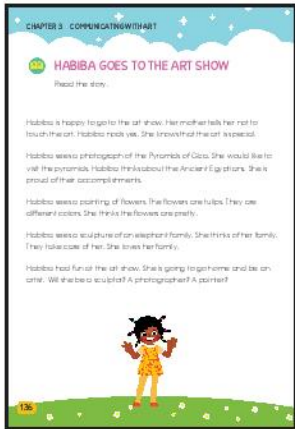 CHAPTER 3 COMMUNICATING WITH ART
HABIBA GOES TO THE ART SHOW
Read the story.
Habiba is happy to go to the art show. Her mother tells her not to
touch the art. Habiba nods yes. She knows that the art is special.
Habiba sees a photograph of the Pyramids of Giza. She would like to
visit the pyramids. Habiba thinks about the Ancient Egyptians. She is
proud of their accomplishments.
Habiba sees a painting of flowers. The flowers are tulips. They are
different colors. She thinks the flowers are pretty.
Habiba sees a sculpture of an elephant family. She thinks of her family.
They take care of her. She loves her family.
Habiba had fun at the art show. She is going to go home and be an
artist. Will she be a sculptor? A photographer? A painter?
136